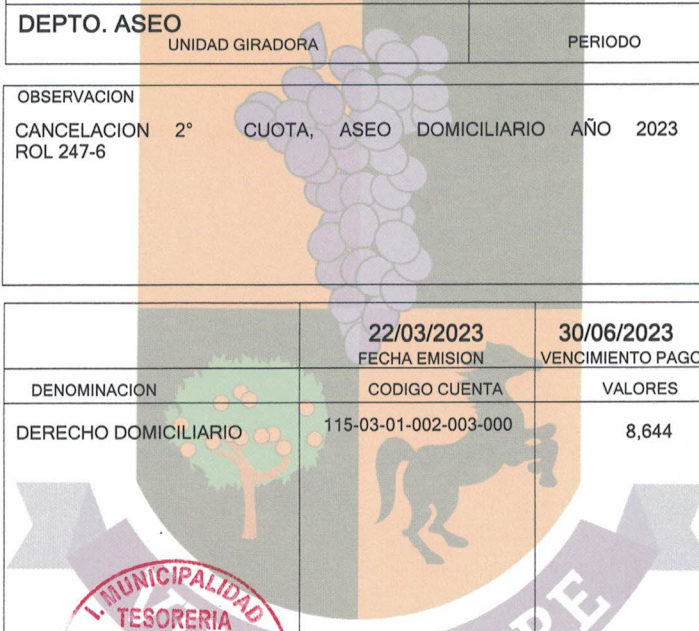 DEPTO. ASEO
UNIDAD GIRADORA
PERIODO
OBSERVACION
CANCELACION 2° CUOTA, ASEO DOMICILIARIO AÑO 2023
ROL 247-6
22/03/2023 30/06/2023
FECHA EMISION VENCIMIENTO PAGO
DENOMINACION CODIGO CUENTA VALORES
DERECHO DOMICILIARIO 115-03-01-002-003-000 8,644
I. MUNICIPALIDAD
TESORERIA